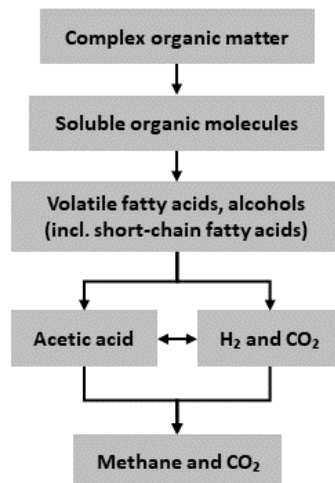 Complex organic matter
Soluble organic molecules
Volatile fatty acids, alcohols
(incl. short-chain fatty acids)
Acetic acid
H₂ and CO₂
Methane and CO₂